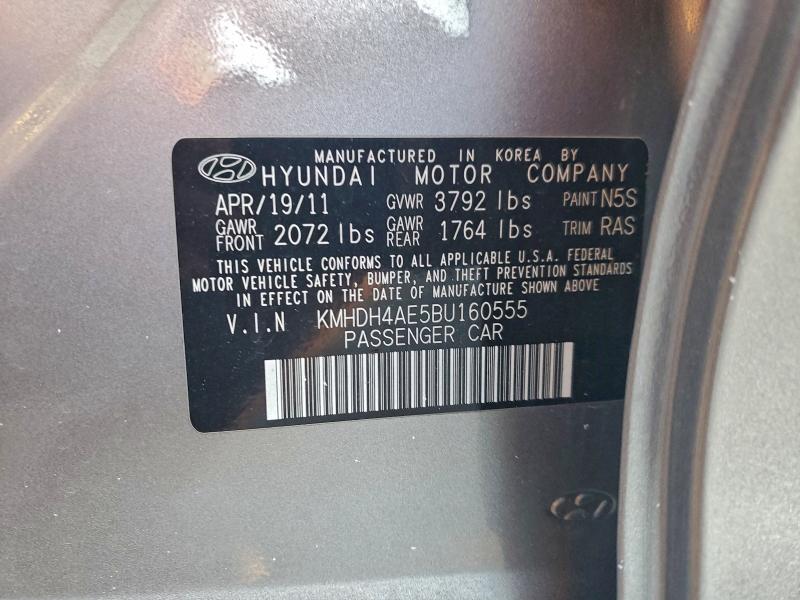 MANUFACTURED IN KOREA BY
HYUNDAI MOTOR COMPANY
APR/19/11 GVWR 3792 lbs PAINT N5S
GAWR FRONT 2072 lbs GAWR REAR 1764 lbs TRIM RAS
THIS VEHICLE CONFORMS TO ALL APPLICABLE U.S.A. FEDERAL
MOTOR VEHICLE SAFETY, BUMPER, AND THEFT PREVENTION STANDARDS
IN EFFECT ON THE DATE OF MANUFACTURE SHOWN ABOVE
V.I.N KMHDH4AE5BU160555
PASSENGER CAR